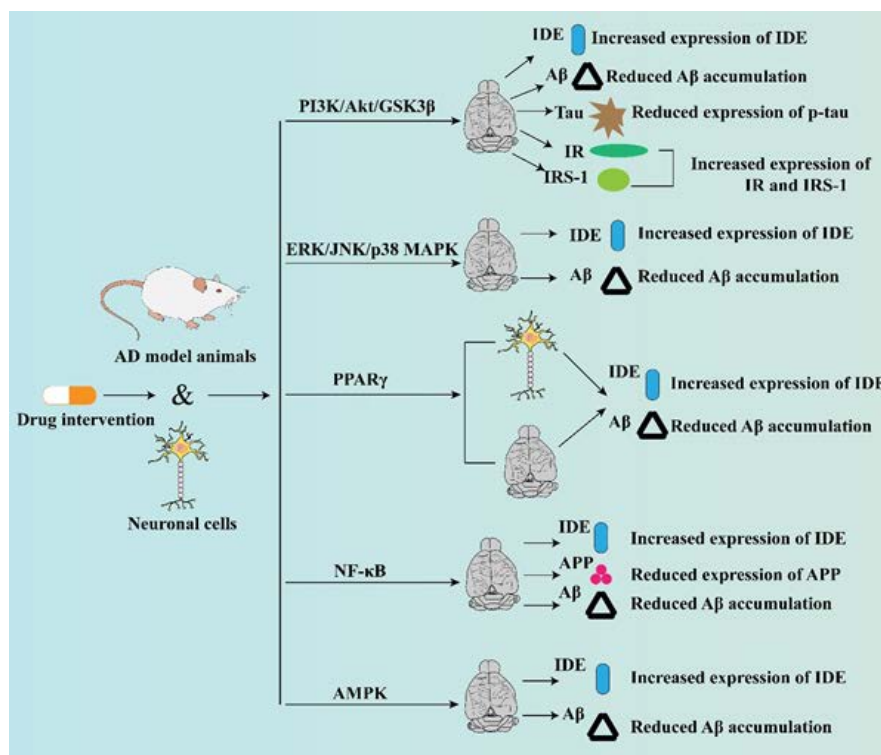 IDE Increased expression of IDE
Aβ Reduced Aβ accumulation
PI3K/Akt/GSK3β
Tau Reduced expression of p-tau
IR
IRS-1
Increased expression of
IR and IRS-1
ERK/JNK/p38 MAPK
IDE Increased expression of IDE
Aβ Reduced Aβ accumulation
AD model animals
Drug intervention
&
Neuronal cells
PPARγ
IDE Increased expression of IDE
Aβ Reduced Aβ accumulation
NF-κB
IDE Increased expression of IDE
APP Reduced expression of APP
Aβ Reduced Aβ accumulation
AMPK
IDE Increased expression of IDE
Aβ Reduced Aβ accumulation